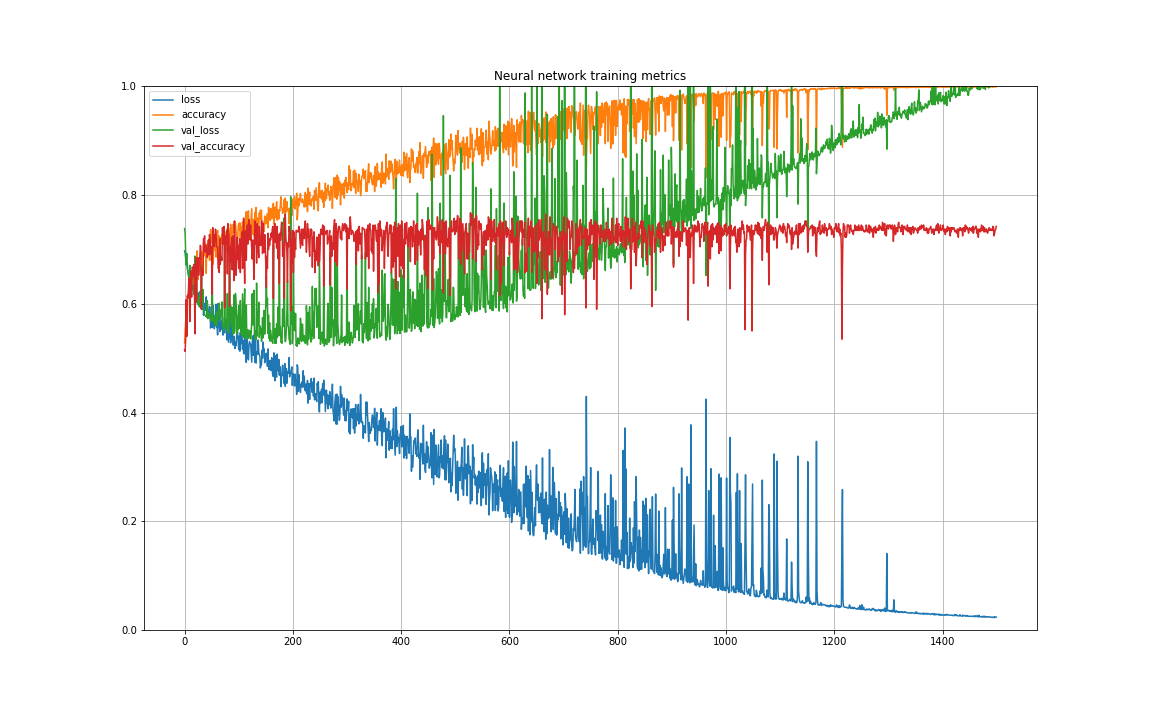 Neural network training metrics
1.0
loss
accuracy
val_loss
val_accuracy
0.8
0.6
0.4
0.2
0.0
0 200 400 600 800 1000 1200 1400